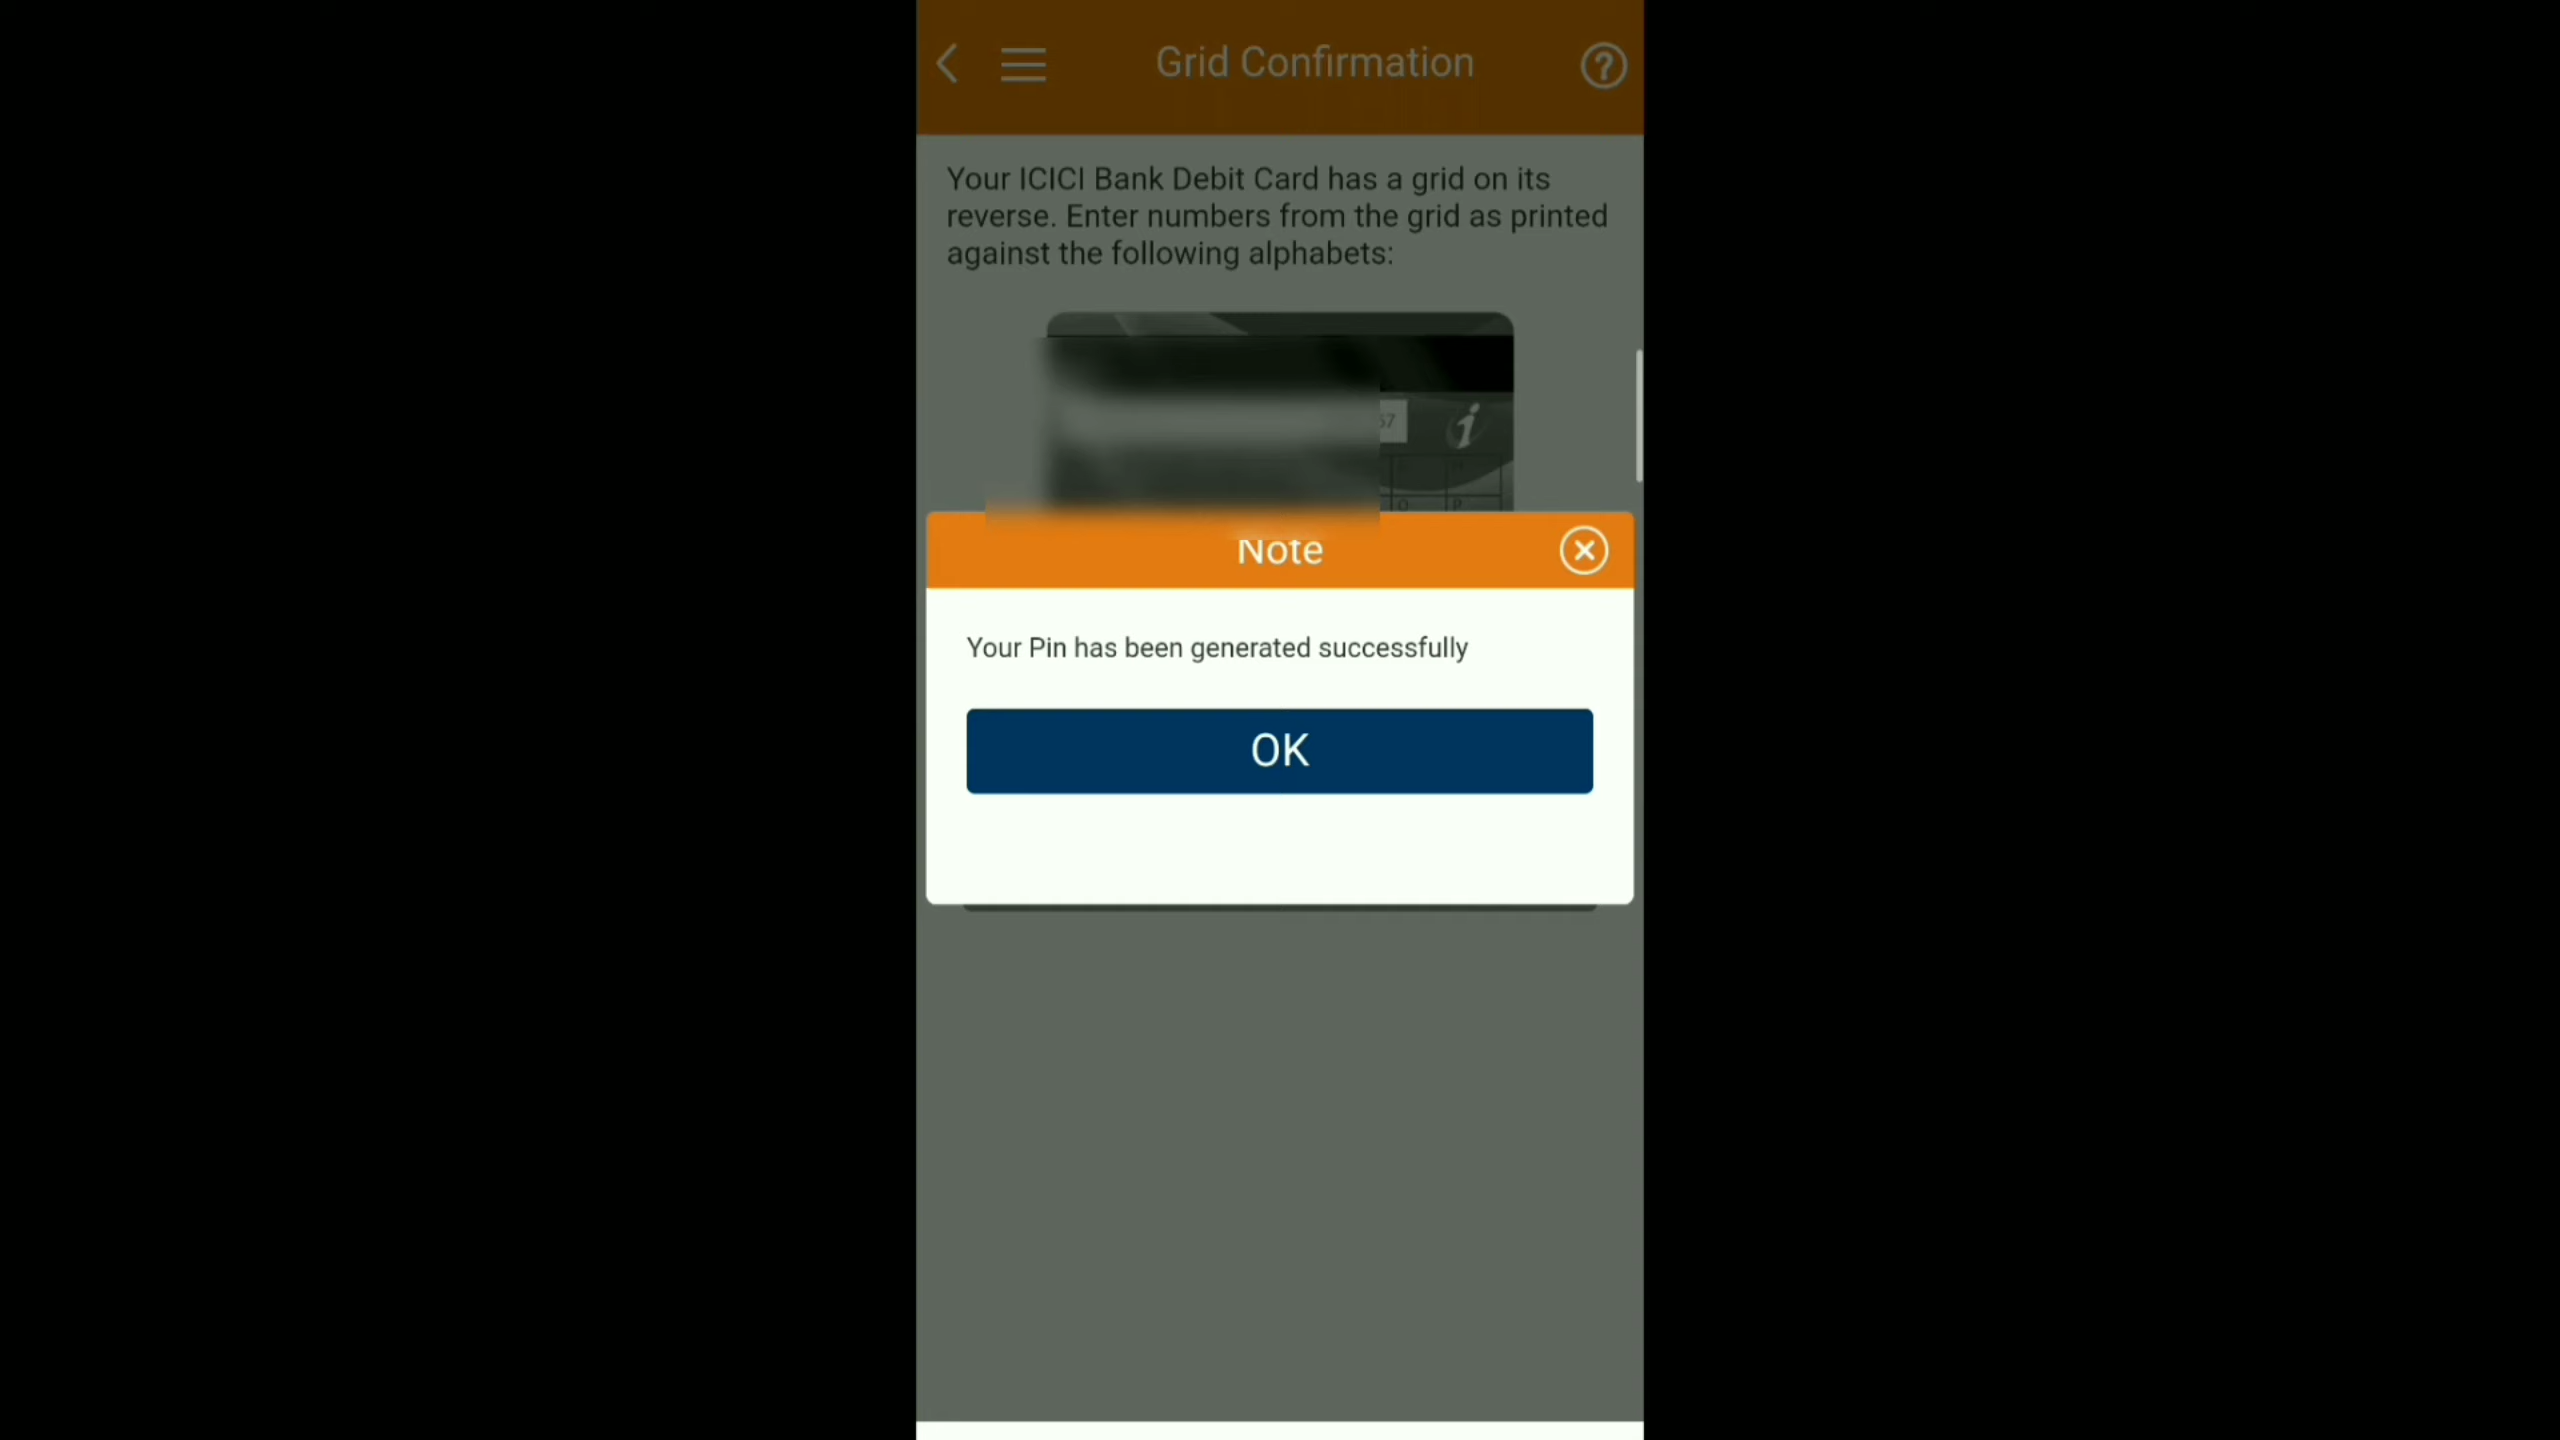 Grid Confirmation
Your ICICI Bank Debit Card has a grid on its
reverse. Enter numbers from the grid as printed
against the following alphabets:
67
O P
Note
Your Pin has been generated successfully
OK